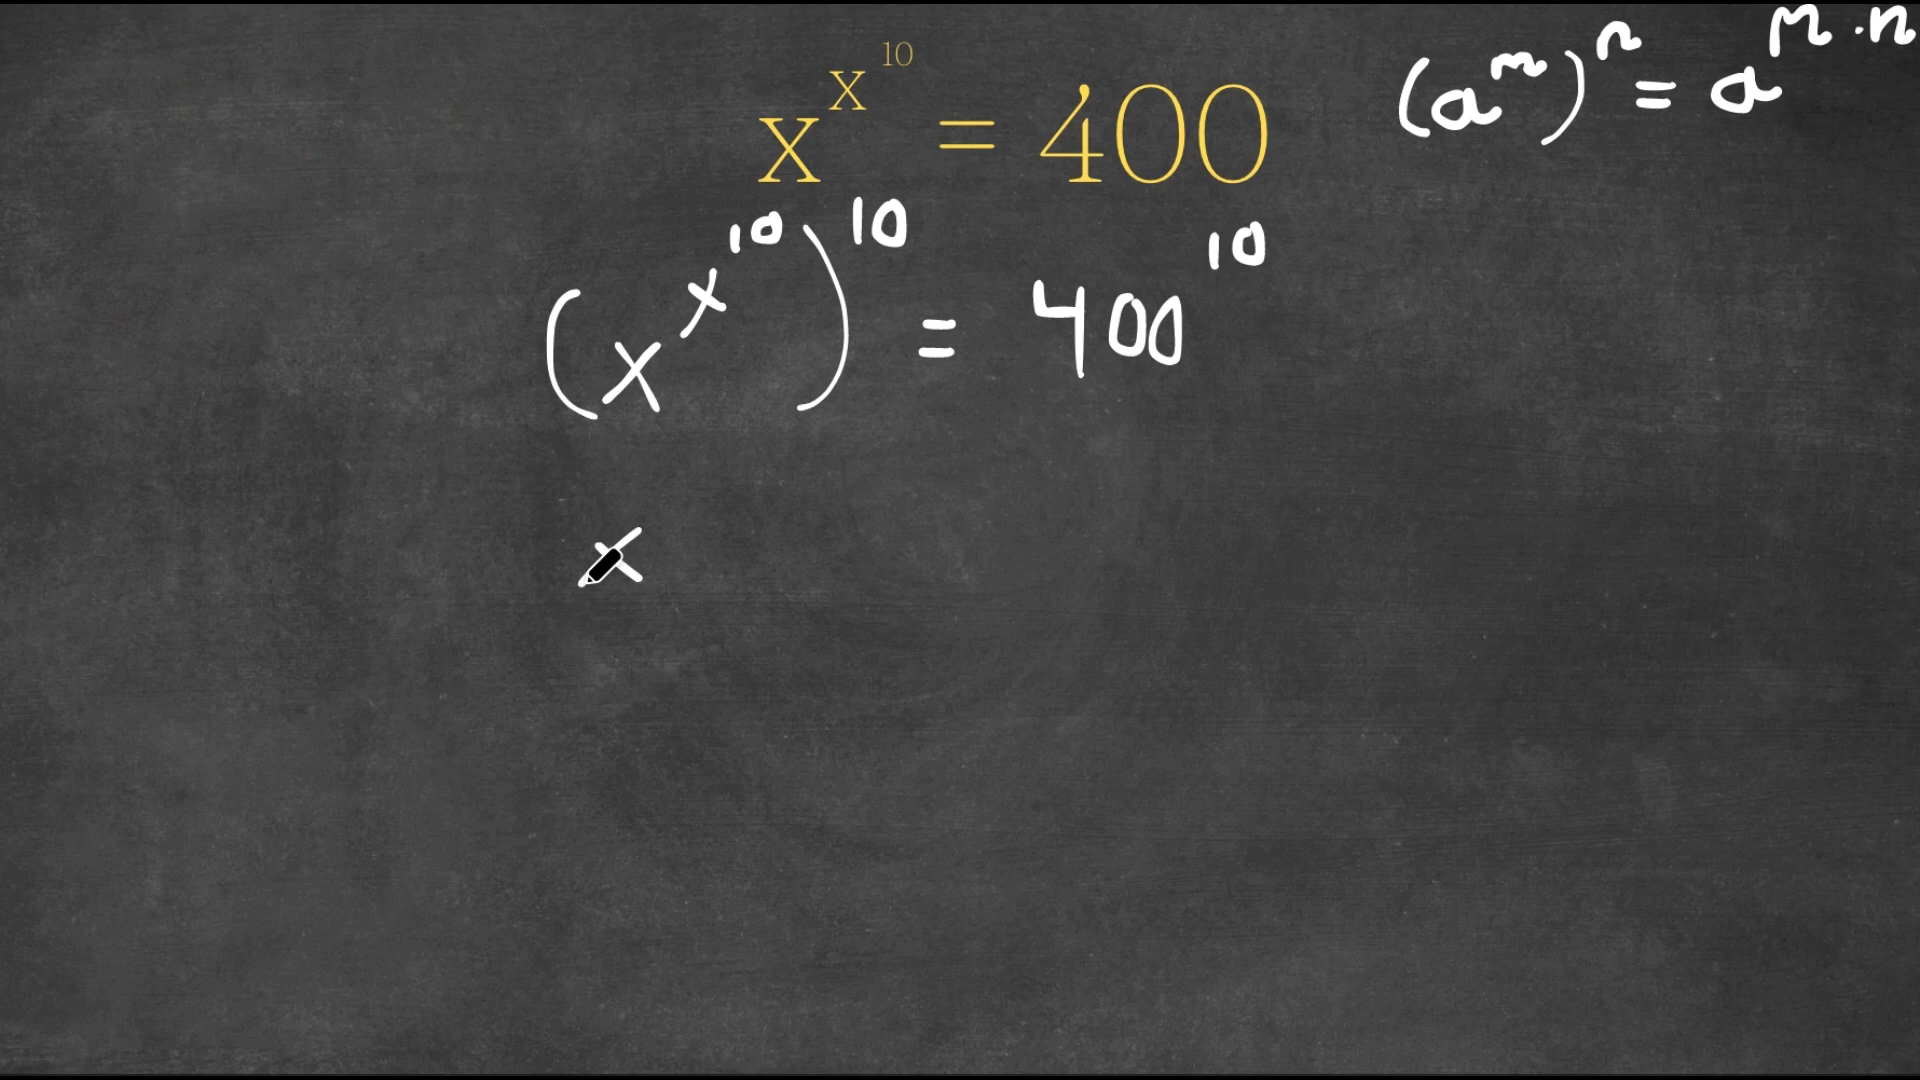 x^x^10 = 400
(a^m)^n = a^m·n
(x^x^10)^10 = 400^10
x